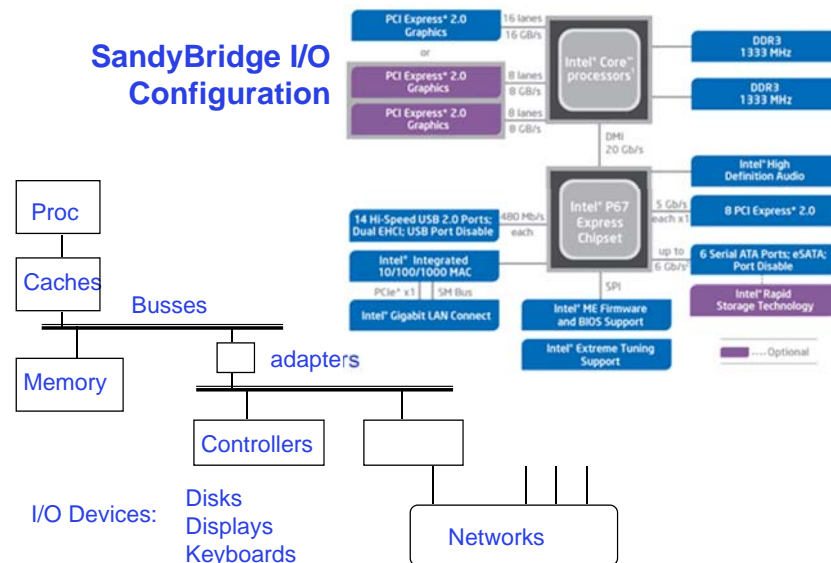 SandyBridge I/O
Configuration
PCI Express* 2.0
Graphics
16 lanes
16 GB/s
or
PCI Express* 2.0
Graphics
8 lanes
8 GB/s
PCI Express* 2.0
Graphics
8 lanes
8 GB/s
Intel® Core™
processors¹
DDR3
1333 MHz
DDR3
1333 MHz
DMI
20 Gb/s
Intel® High
Definition Audio
Intel® P67
Express
Chipset
14 Hi-Speed USB 2.0 Ports;
Dual EHCI; USB Port Disable
480 Mb/s
each
5 Gb/s
each x1
8 PCI Express* 2.0
Intel® Integrated
10/100/1000 MAC
up to
6 Gb/s²
6 Serial ATA Ports; eSATA;
Port Disable
PCIe* x1
SM Bus
SPI
Intel® Gigabit LAN Connect
Intel® ME Firmware
and BIOS Support
Intel® Rapid
Storage Technology
Intel® Extreme Tuning
Support
.... Optional
Proc
Caches
Busses
Memory
adapters
Controllers
I/O Devices:
Disks
Displays
Keyboards
Networks